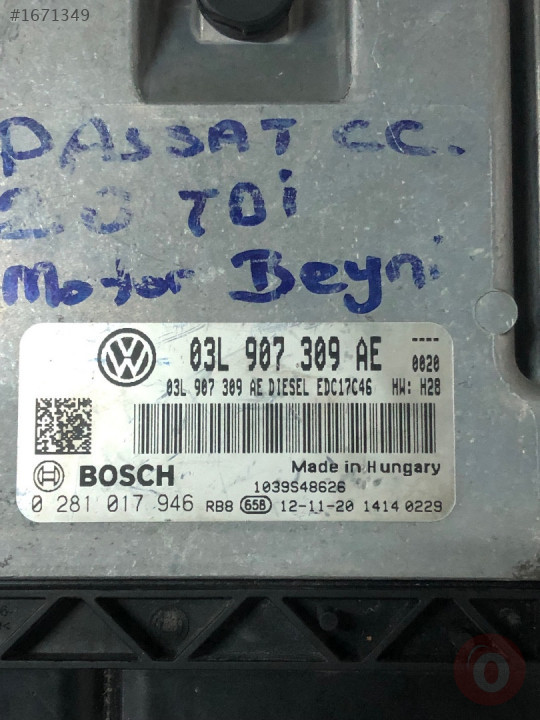 #1671349
PASSAT CC.
2.0 TDi
Motor Beyni
03L 907 309 AE ----
0020
03L 907 309 AE DIESEL EDC17C46 HW: H28
BOSCH
Made in Hungary
1039S48626
0 281 017 946 RB8 65B 12-11-20 1414 0229